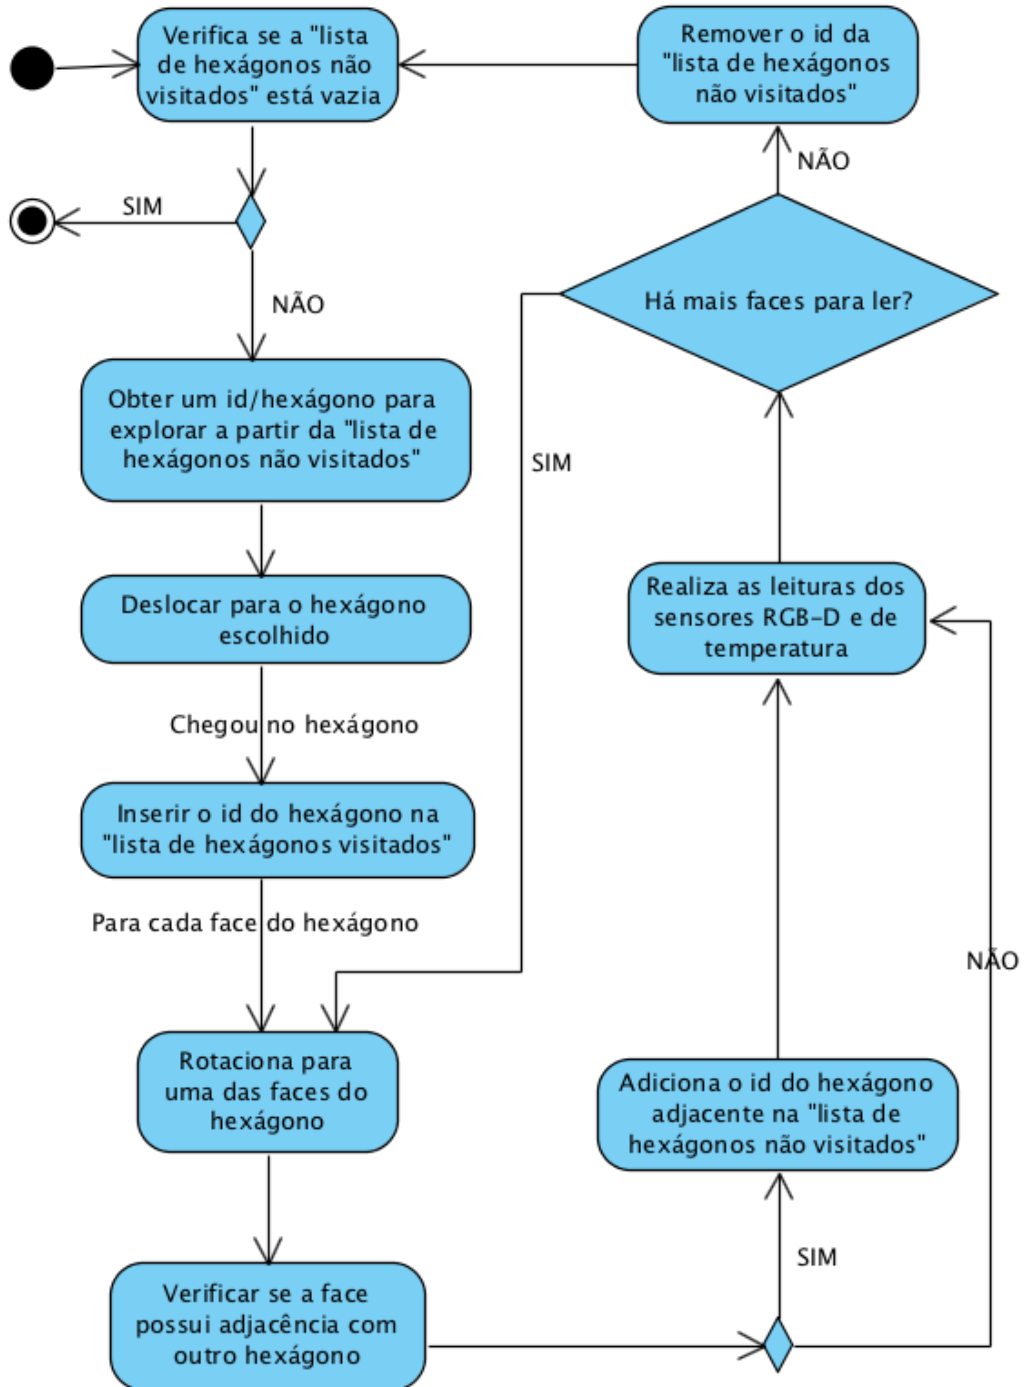 Verifica se a "lista
de hexágonos não
visitados" está vazia
SIM
NÃO
Obter um id/hexágono para
explorar a partir da "lista de
hexágonos não visitados"
Deslocar para o hexágono
escolhido
Chegou no hexágono
Inserir o id do hexágono na
"lista de hexágonos visitados"
Para cada face do hexágono
Rotaciona para
uma das faces do
hexágono
Verificar se a face
possui adjacência com
outro hexágono
SIM
NÃO
Adiciona o id do hexágono
adjacente na "lista de
hexágonos não visitados"
Realiza as leituras dos
sensores RGB-D e de
temperatura
Há mais faces para ler?
SIM
NÃO
Remover o id da
"lista de hexágonos
não visitados"